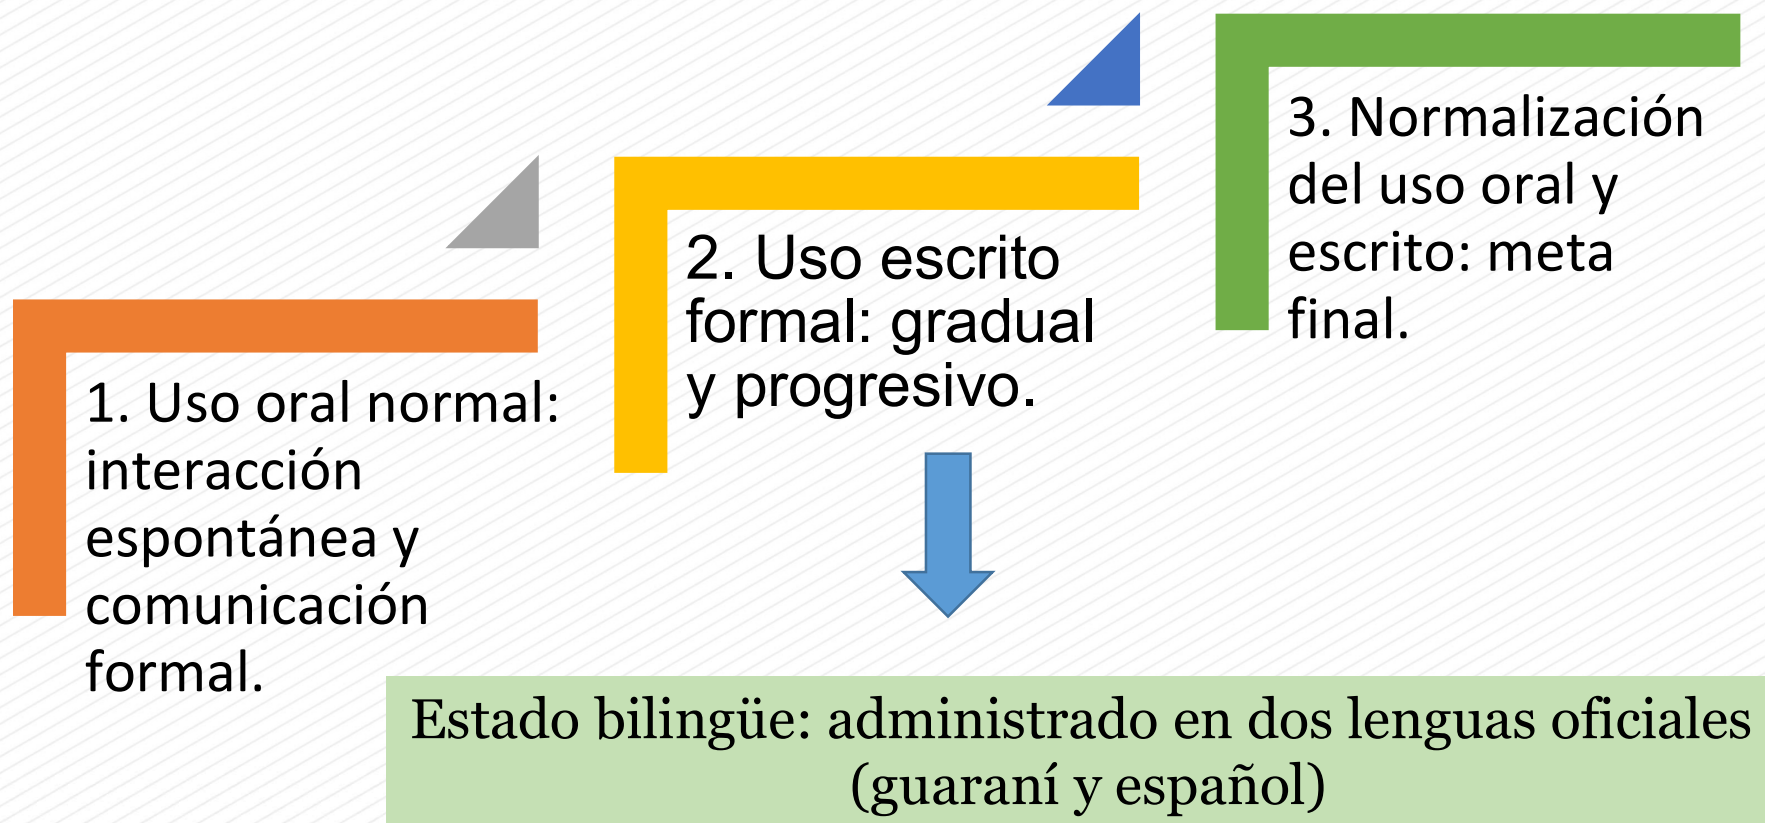 1. Uso oral normal:
interacción
espontánea y
comunicación
formal.
2. Uso escrito
formal: gradual
y progresivo.
3. Normalización
del uso oral y
escrito: meta
final.
Estado bilingüe: administrado en dos lenguas oficiales
(guaraní y español)